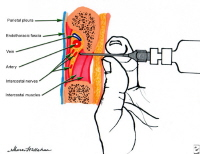 Parietal pleura
Endothoracic fascia
Vein
Artery
Intercostal nerves
Intercostal muscles